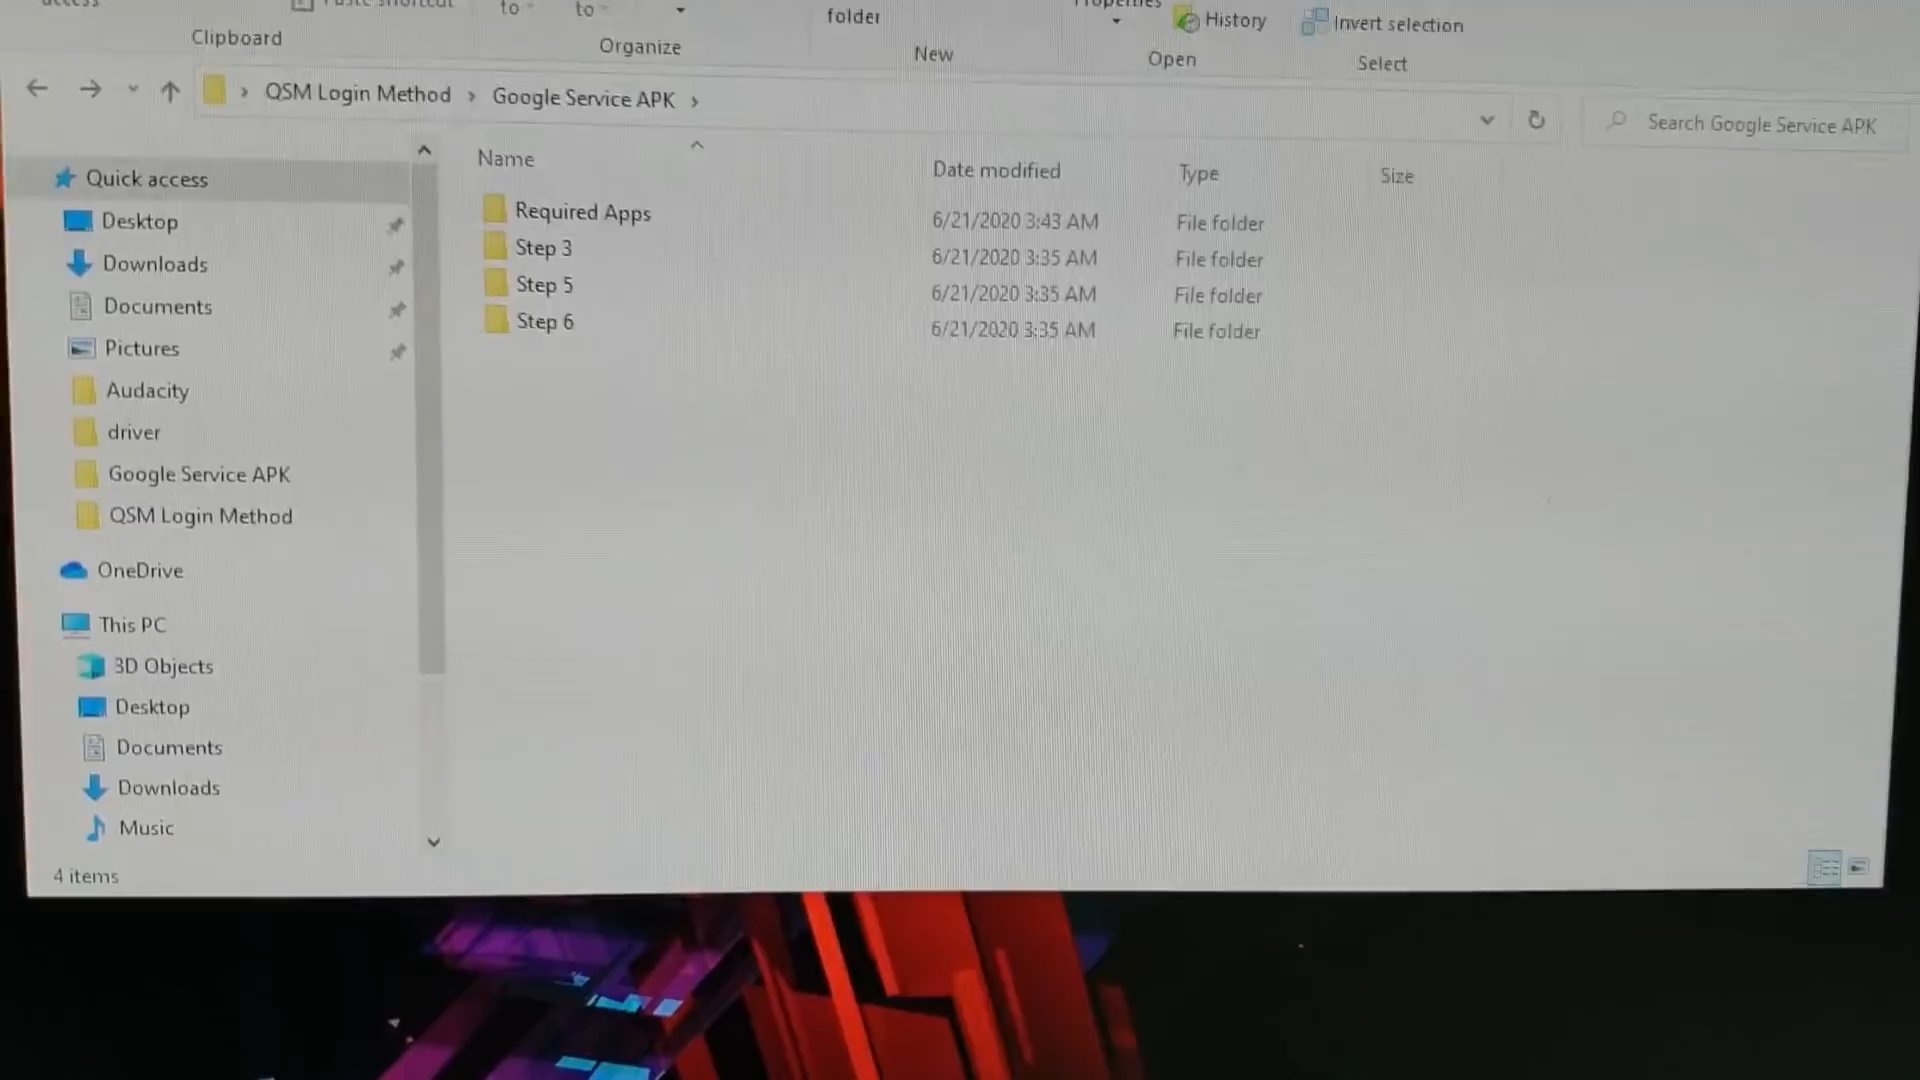 to
to
folder
History
Invert selection
Clipboard
Organize
New
Open
Select
QSM Login Method
Google Service APK
Search Google Service APK
Name
Date modified
Type
Size
Required Apps
6/21/2020 3:43 AM
File folder
Step 3
6/21/2020 3:35 AM
File folder
Step 5
6/21/2020 3:35 AM
File folder
Step 6
6/21/2020 3:35 AM
File folder
Quick access
Desktop
Downloads
Documents
Pictures
Audacity
driver
Google Service APK
QSM Login Method
OneDrive
This PC
3D Objects
Desktop
Documents
Downloads
Music
4 items